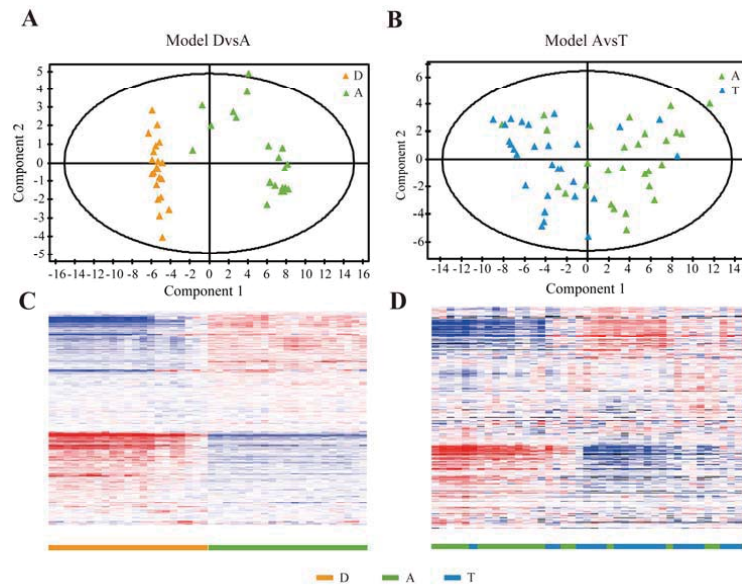 A
Model DvsA
D
A
Component 2
5
4
3
2
1
0
-1
-2
-3
-4
-5
-16 -14 -12 -10 -8 -6 -4 -2 0 2 4 6 8 10 12 14 16
Component 1
B
Model AvsT
A
T
Component 2
6
4
2
0
-2
-4
-6
-14 -12 -10 -8 -6 -4 -2 0 2 4 6 8 10 12 14
Component 1
C
D
D A T